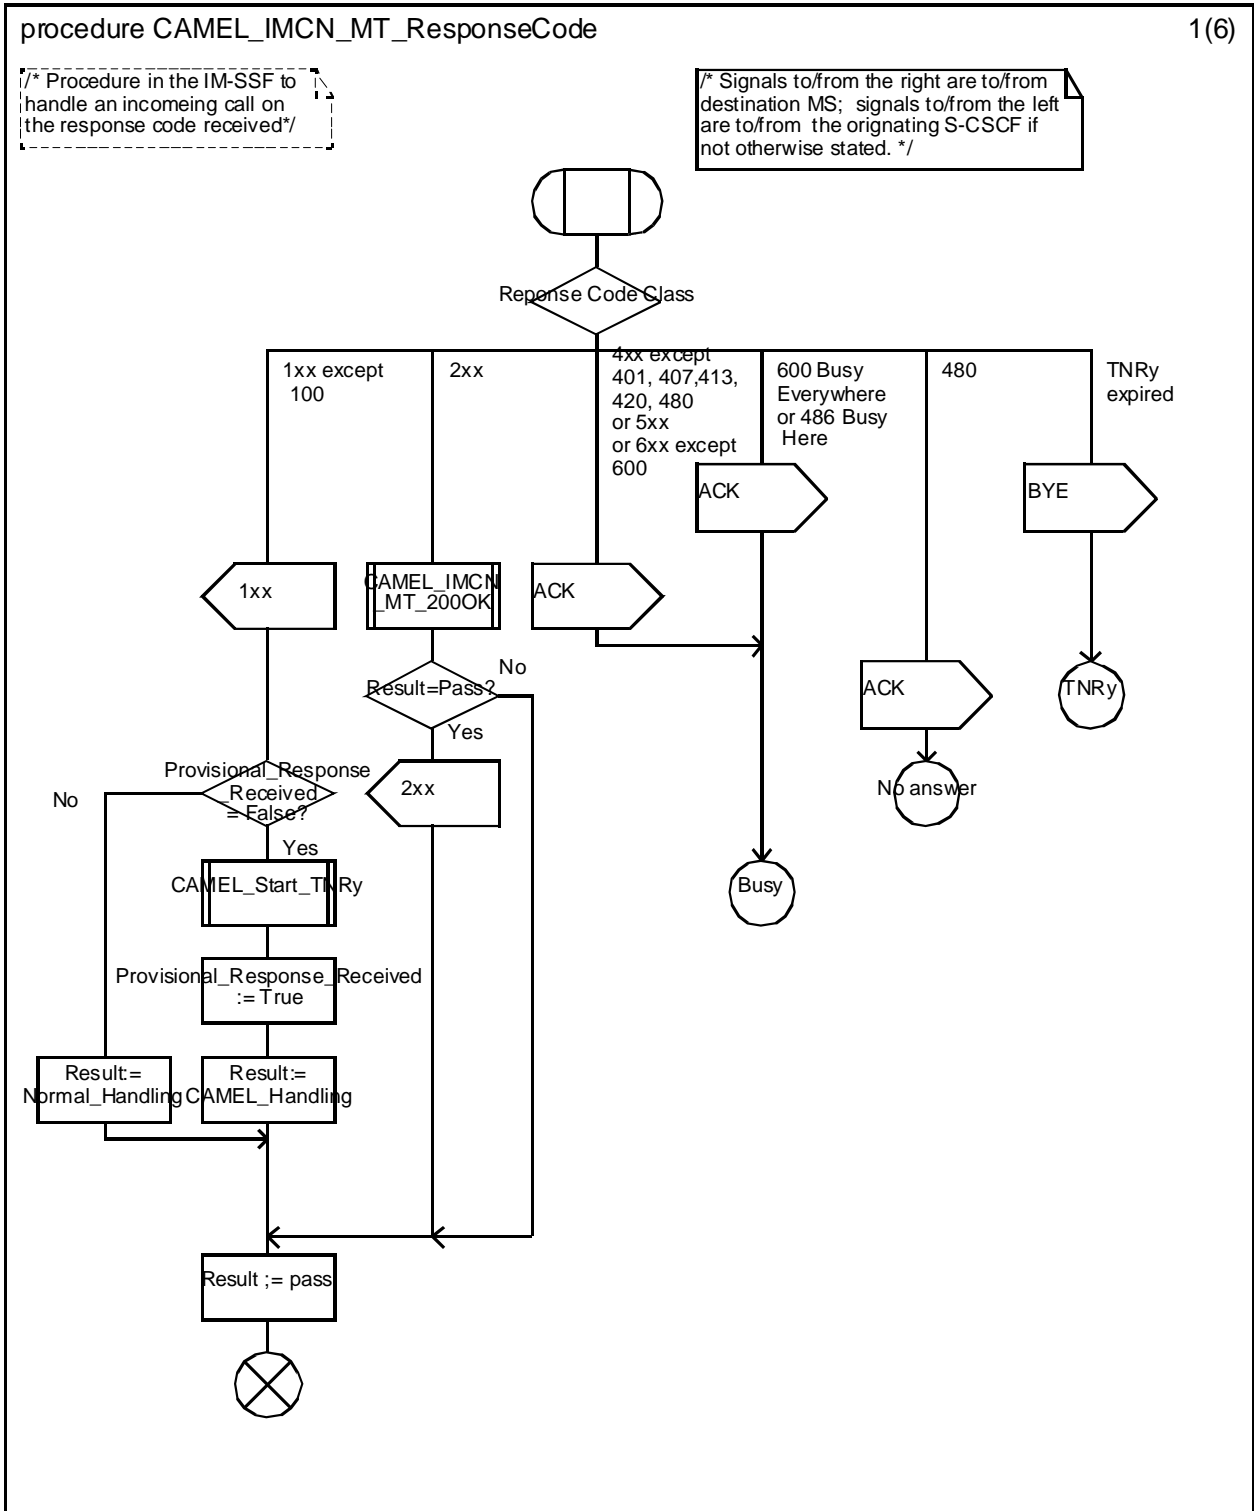 procedure CAMEL_IMCN_MT_ResponseCode
1(6)
/* Procedure in the IM-SSF to
handle an incomeing call on
the response code received*/
/* Signals to/from the right are to/from
destination MS; signals to/from the left
are to/from the orignating S-CSCF if
not otherwise stated. */
Reponse Code Class
1xx except
100
2xx
4xx except
401, 407,413,
420, 480
or 5xx
or 6xx except
600
600 Busy
Everywhere
or 486 Busy
Here
480
TNRy
expired
ACK
BYE
1xx
CAMEL_IMCN
_MT_200OK
ACK
Result=Pass?
No
Yes
ACK
TNRy
Provisional_Response
_Received
= False?
No
Yes
2xx
No answer
CAMEL_Start_TNRy
Busy
Provisional_Response_Received
:= True
Result:=
Normal_Handling
Result:=
CAMEL_Handling
Result ;= pass